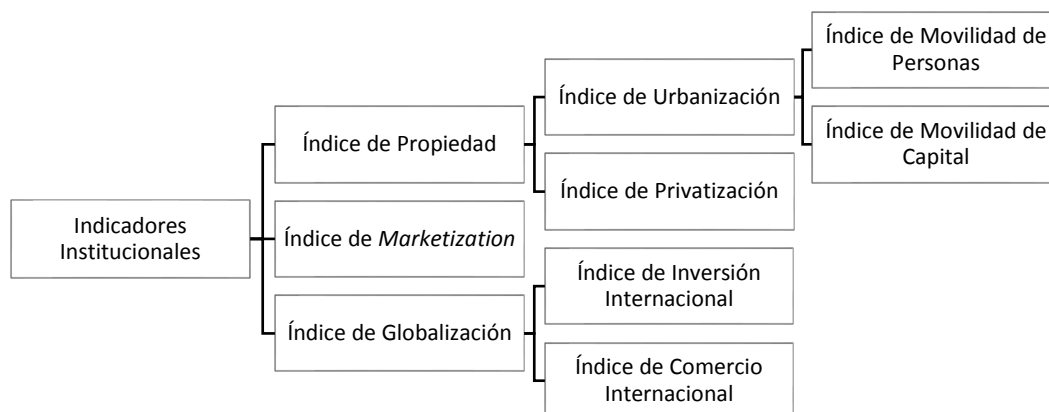 Indicadores
Institucionales
Índice de Propiedad
Índice de Urbanización
Índice de Movilidad de
Personas
Índice de Movilidad de
Capital
Índice de Privatización
Índice de Marketization
Índice de Globalización
Índice de Inversión
Internacional
Índice de Comercio
Internacional